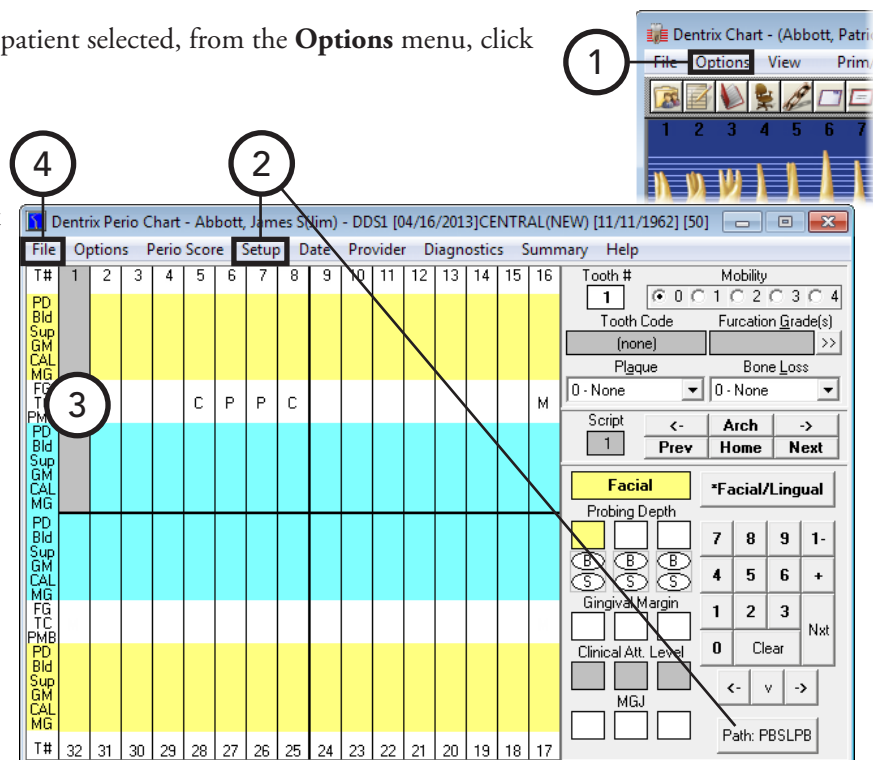 patient selected, from the Options menu, click
1
Dentrix Chart - (Abbott, Patri
File Options View Prim
1 2 3 4 5 6 7
4
2
Dentrix Perio Chart - Abbott, James S(Jim) - DDS1 [04/16/2013]CENTRAL(NEW) [11/11/1962] [50]
File Options Perio Score Setup Date Provider Diagnostics Summary Help
T# 1 2 3 4 5 6 7 8 9 10 11 12 13 14 15 16
PD
Bld
Sup
GM
CAL
MG
FG
C P P C M
3
PD
Bld
Sup
GM
CAL
MG
PD
Bld
Sup
GM
CAL
MG
FG
TC
PMB
PD
Bld
Sup
GM
CAL
MG
T# 32 31 30 29 28 27 26 25 24 23 22 21 20 19 18 17
Tooth # Mobility
1 0 1 2 3 4
Tooth Code Furcation Grade(s)
(none) >>
Plaque Bone Loss
0 - None 0 - None
Script <- Arch ->
1 Prev Home Next
Facial *Facial/Lingual
Probing Depth
B B B
S S S
Gingival Margin
Clinical Att. Level
MGJ
7 8 9 1-
4 5 6 +
1 2 3 Nxt
0 Clear
<- v ->
Path: PBSLPB